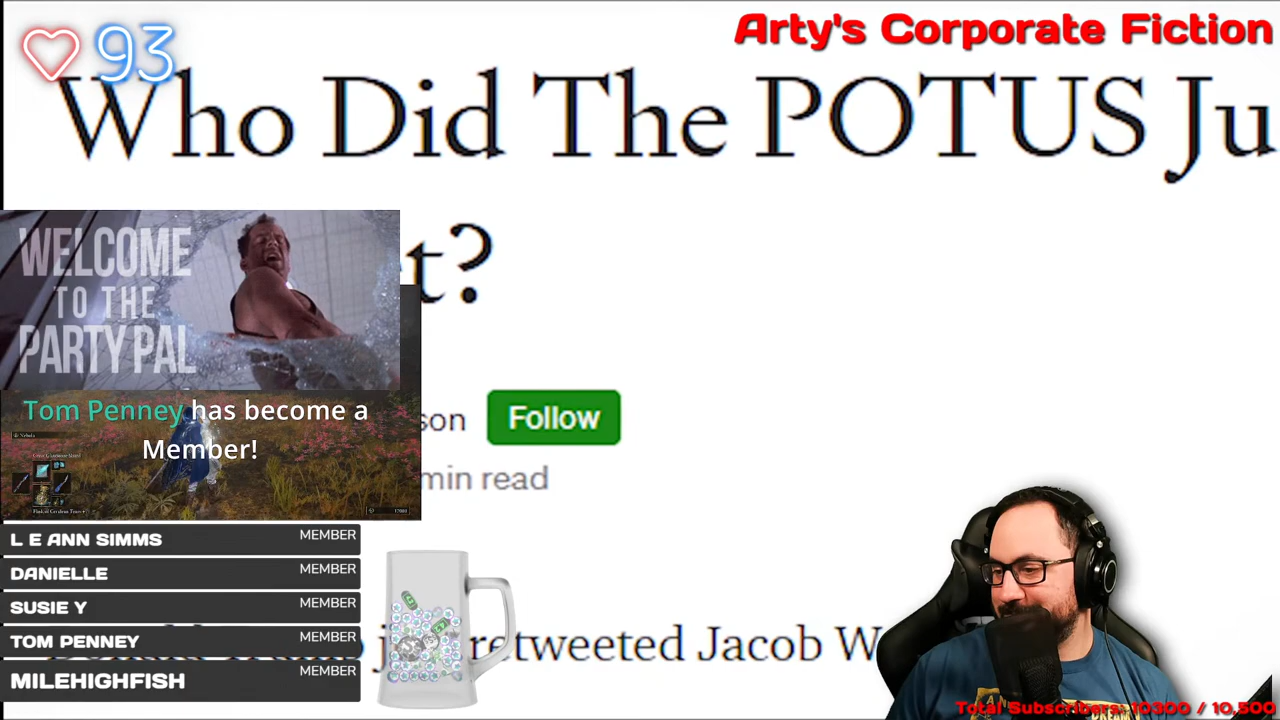 93
Arty's Corporate Fiction
Who Did The POTUS Ju
t?
WELCOME
TO THE
PARTY PAL
son Follow
min read
Tom Penney has become a
Member!
L E ANN SIMMS MEMBER
DANIELLE MEMBER
SUSIE Y MEMBER
TOM PENNEY MEMBER
MILEHIGHFISH MEMBER
retweeted Jacob W
Total Subscribers: 10300 / 10,500